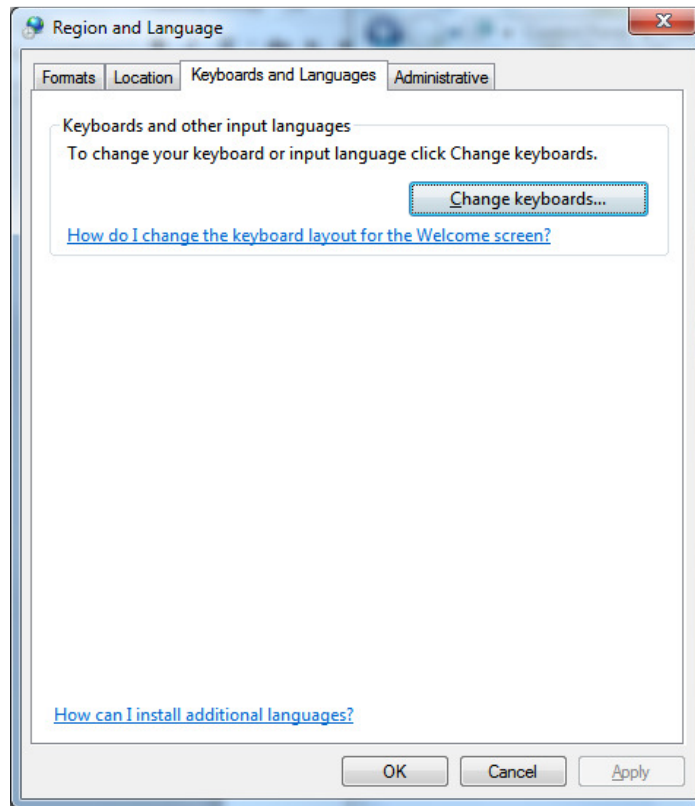 Region and Language
Formats Location Keyboards and Languages Administrative
Keyboards and other input languages
To change your keyboard or input language click Change keyboards.
Change keyboards...
How do I change the keyboard layout for the Welcome screen?
How can I install additional languages?
OK Cancel Apply